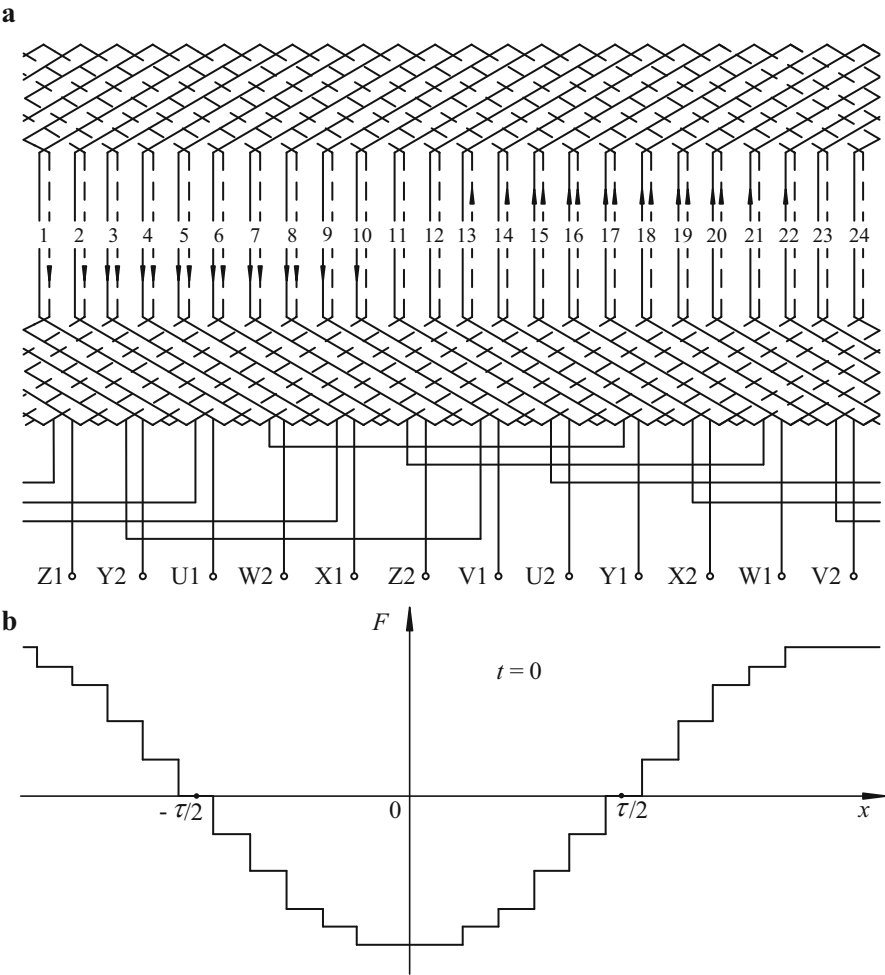 a
1 2 3 4 5 6 7 8 9 10 11 12 13 14 15 16 17 18 19 20 21 22 23 24
Z1 Y2 U1 W2 X1 Z2 V1 U2 Y1 X2 W1 V2
b
F
t = 0
- τ/2 0 τ/2 x